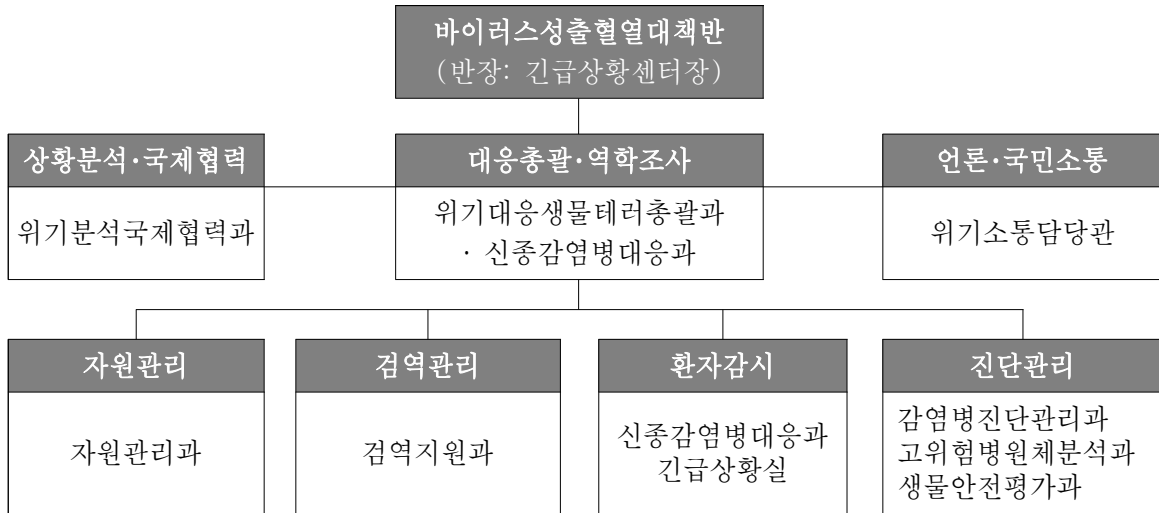 바이러스성출혈열대책반
(반장: 긴급상황센터장)
상황분석·국제협력
위기분석국제협력과
대응총괄·역학조사
위기대응생물테러총괄과
· 신종감염병대응과
언론·국민소통
위기소통담당관
자원관리
자원관리과
검역관리
검역지원과
환자감시
신종감염병대응과
긴급상황실
진단관리
감염병진단관리과
고위험병원체분석과
생물안전평가과